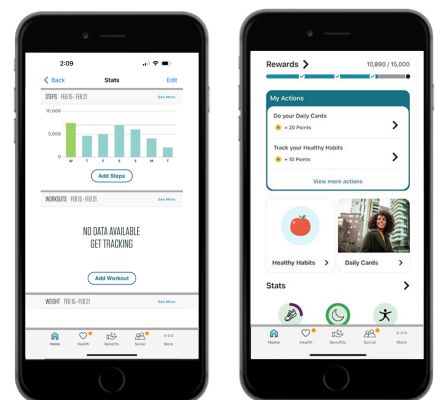 2:09
Back Stats Edit
STEPS FEB 15 - FEB 21 See More
10,000
5,000
0
W T F S S M T
Add Steps
WORKOUTS FEB 15 - FEB 21 See More
NO DATA AVAILABLE
GET TRACKING
Add Workout
WEIGHT FEB 15 - FEB 21 See More
Home Health Benefits Social More
Rewards 10,890 / 15,000
My Actions
Do your Daily Cards
+ 20 Points
Track your Healthy Habits
+ 10 Points
View more actions
Healthy Habits Daily Cards
Stats
Home Health Benefits Social More